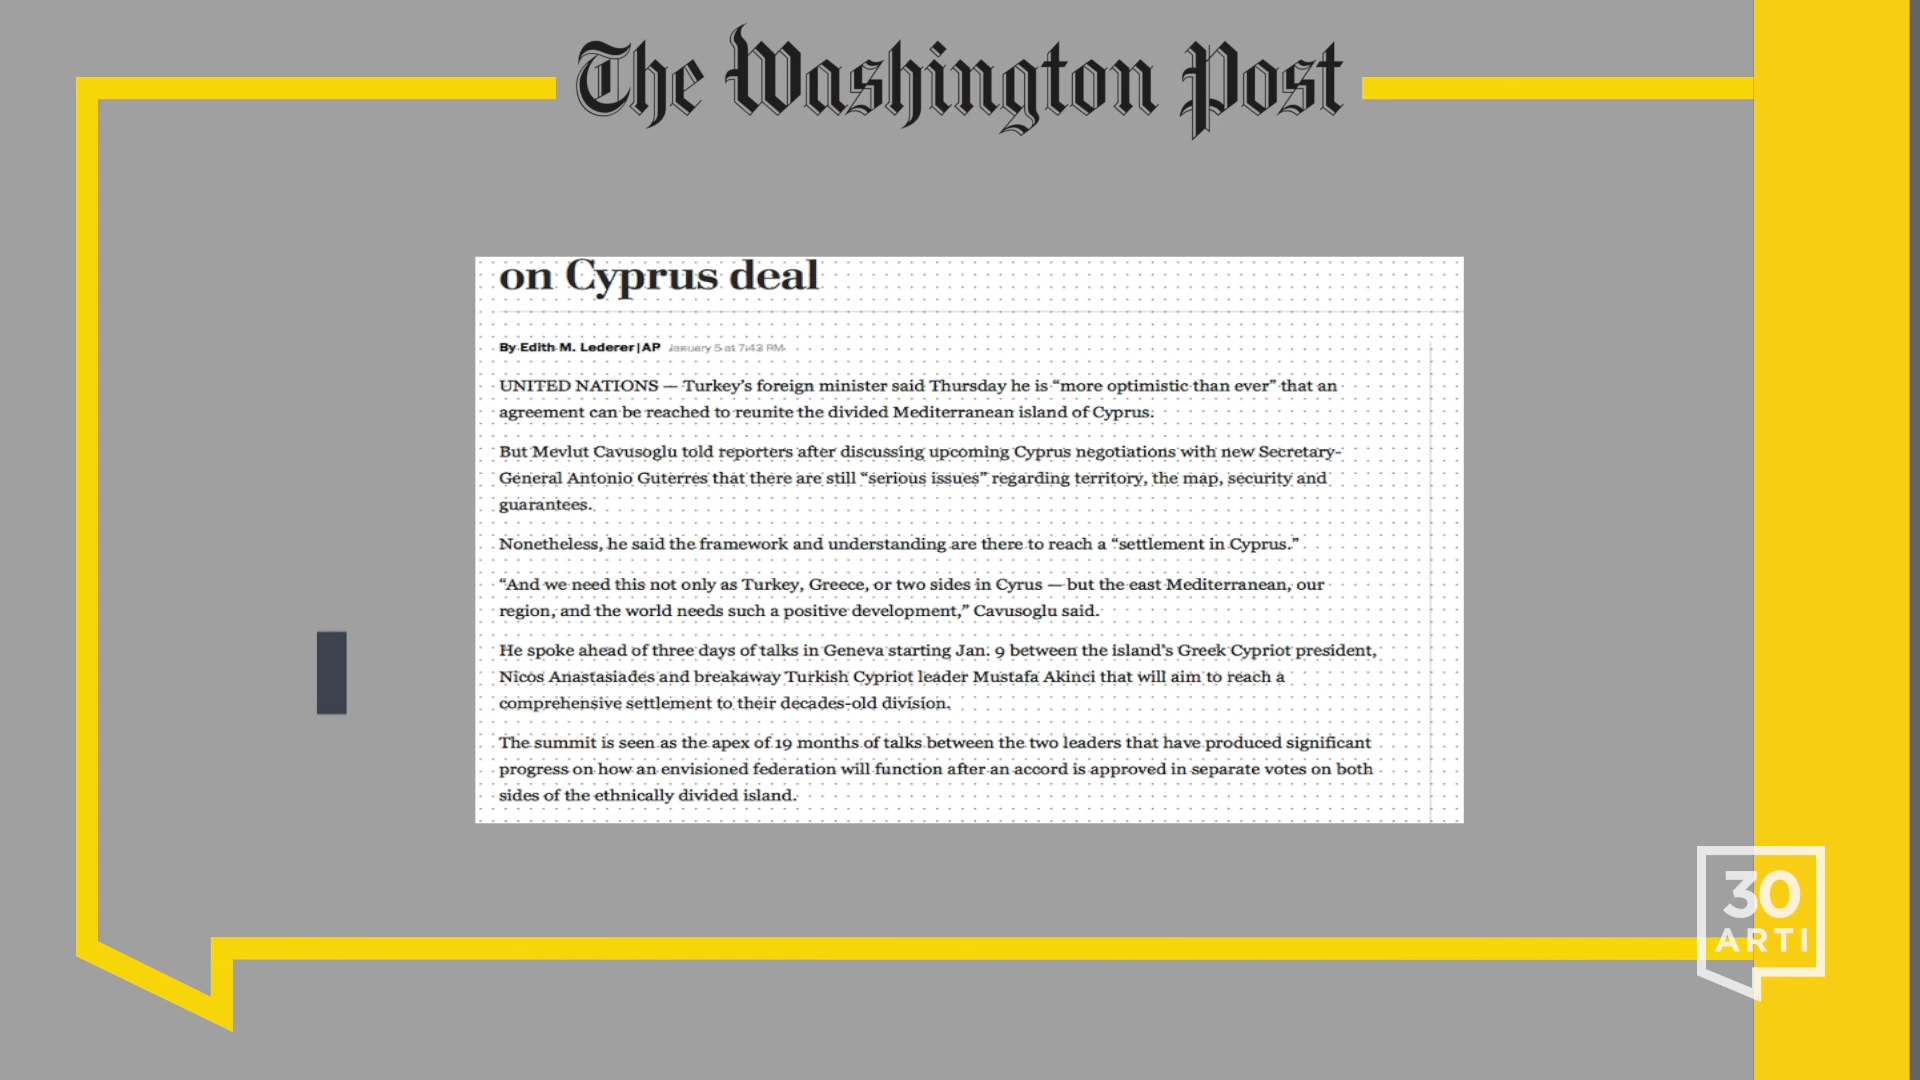 The Washington Post
on Cyprus deal
By Edith M. Lederer|AP January 5 at 7:43 PM
UNITED NATIONS — Turkey’s foreign minister said Thursday he is “more optimistic than ever” that an
agreement can be reached to reunite the divided Mediterranean island of Cyprus.
But Mevlut Cavusoglu told reporters after discussing upcoming Cyprus negotiations with new Secretary-
General Antonio Guterres that there are still “serious issues” regarding territory, the map, security and
guarantees.
Nonetheless, he said the framework and understanding are there to reach a “settlement in Cyprus.”
“And we need this not only as Turkey, Greece, or two sides in Cyrus — but the east Mediterranean, our
region, and the world needs such a positive development,” Cavusoglu said.
He spoke ahead of three days of talks in Geneva starting Jan. 9 between the island’s Greek Cypriot president,
Nicos Anastasiades and breakaway Turkish Cypriot leader Mustafa Akinci that will aim to reach a
comprehensive settlement to their decades-old division.
The summit is seen as the apex of 19 months of talks between the two leaders that have produced significant
progress on how an envisioned federation will function after an accord is approved in separate votes on both
sides of the ethnically divided island.
30
ARTI